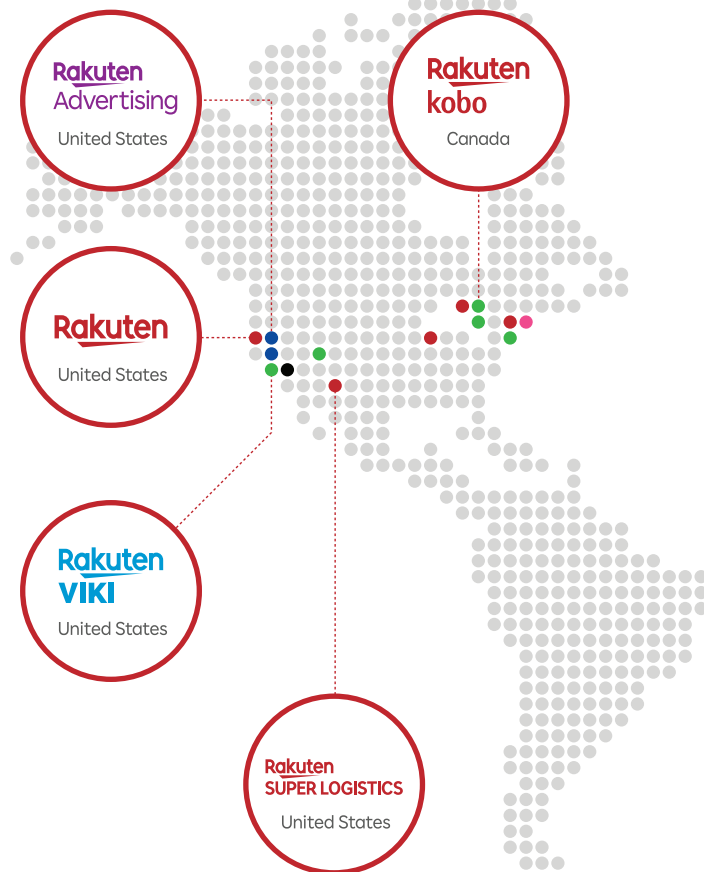 Rakuten
Advertising
United States
Rakuten
kobo
Canada
Rakuten
United States
Rakuten
VIKI
United States
Rakuten
SUPER LOGISTICS
United States